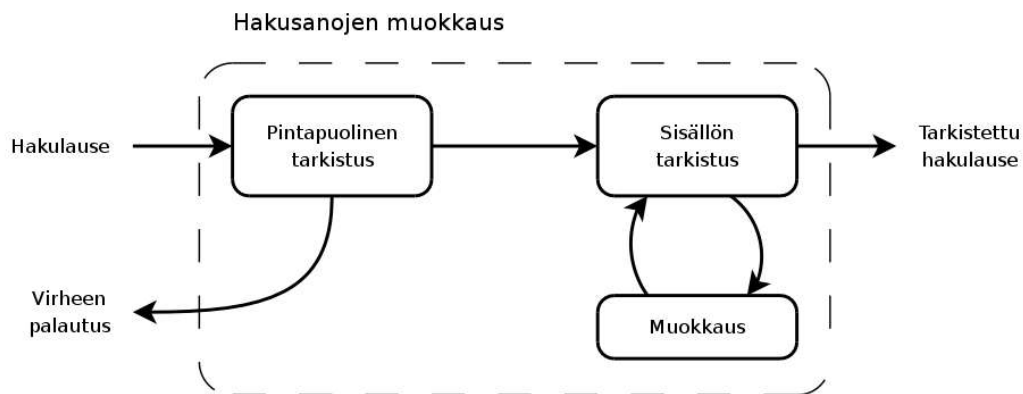 Hakusanojen muokkaus
Hakulause
Pintapuolinen
tarkistus
Sisällön
tarkistus
Tarkistettu
hakulause
Virheen
palautus
Muokkaus